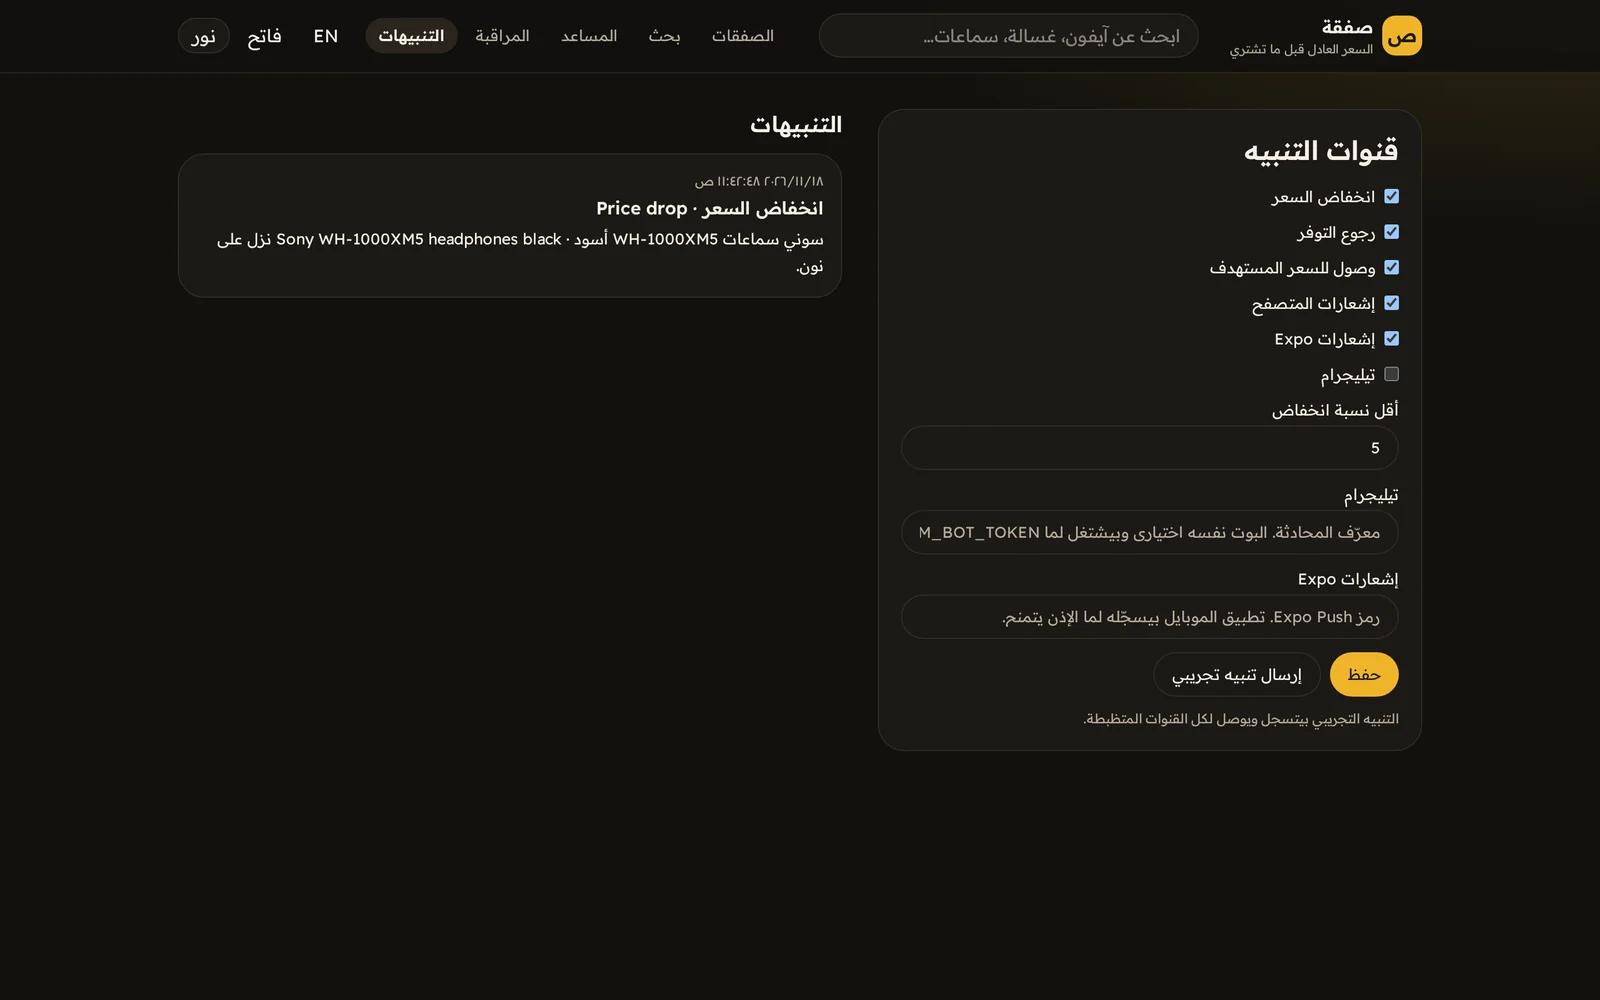 ص
صفقة
السعر العادل قبل ما تشتري
ابحث عن آيفون، غسالة، سماعات...
الصفقات
بحث
المساعد
المراقبة
التنبيهات
EN
فاتح
نور
قنوات التنبيه
انخفاض السعر
رجوع التوفر
وصول للسعر المستهدف
إشعارات المتصفح
إشعارات Expo
تيليجرام
أقل نسبة انخفاض
5
تيليجرام
معرّف المحادثة. البوت نفسه اختيارى وبيشتغل لما M_BOT_TOKEN
إشعارات Expo
رمز Expo Push. تطبيق الموبايل بيسجّله لما الإذن يتمنح.
حفظ
إرسال تنبيه تجريبي
التنبيه التجريبي بيتسجل ويوصل لكل القنوات المتظبطة.
التنبيهات
١٨‏/١١‏/٢٠٢٦ ١١:٤٢:٤٨ ص
انخفاض السعر · Price drop
سوني سماعات WH-1000XM5 أسود · Sony WH-1000XM5 headphones black نزل على
نون.